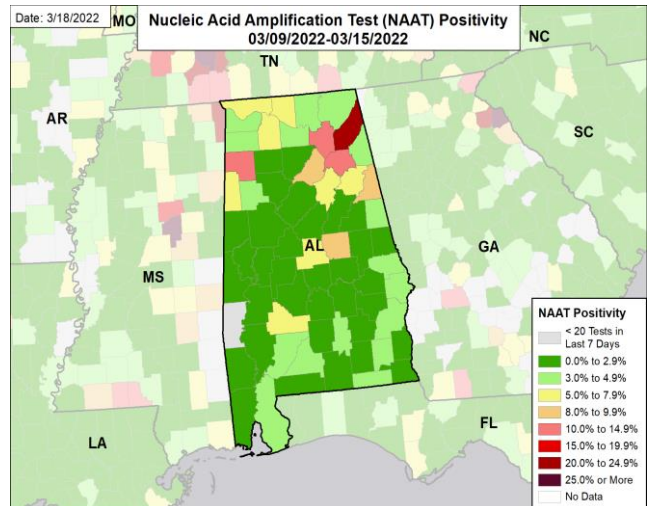 Date: 3/18/2022
Nucleic Acid Amplification Test (NAAT) Positivity
03/09/2022-03/15/2022
MO
NC
TN
AR
SC
AL
GA
MS
LA
FL
NAAT Positivity
< 20 Tests in
Last 7 Days
0.0% to 2.9%
3.0% to 4.9%
5.0% to 7.9%
8.0% to 9.9%
10.0% to 14.9%
15.0% to 19.9%
20.0% to 24.9%
25.0% or More
No Data